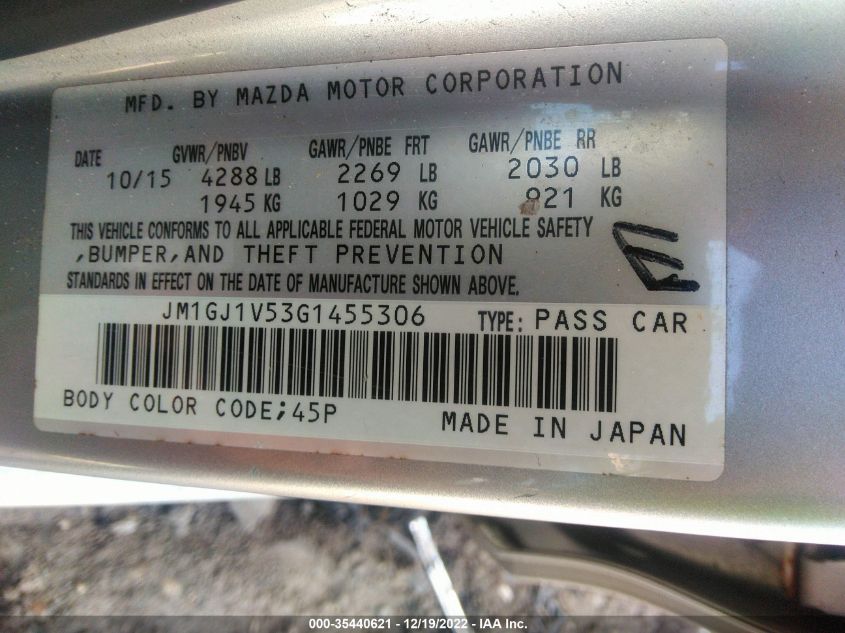 MFD. BY MAZDA MOTOR CORPORATION
DATE GVWR/PNBV GAWR/PNBE FRT GAWR/PNBE RR
10/15 4288 LB 2269 LB 2030 LB
1945 KG 1029 KG 921 KG
THIS VEHICLE CONFORMS TO ALL APPLICABLE FEDERAL MOTOR VEHICLE SAFETY
,BUMPER,AND THEFT PREVENTION
STANDARDS IN EFFECT ON THE DATE OF MANUFACTURE SHOWN ABOVE.
JM1GJ1V53G1455306 TYPE: PASS CAR
BODY COLOR CODE;45P MADE IN JAPAN
000-35440621 - 12/19/2022 - IAA Inc.